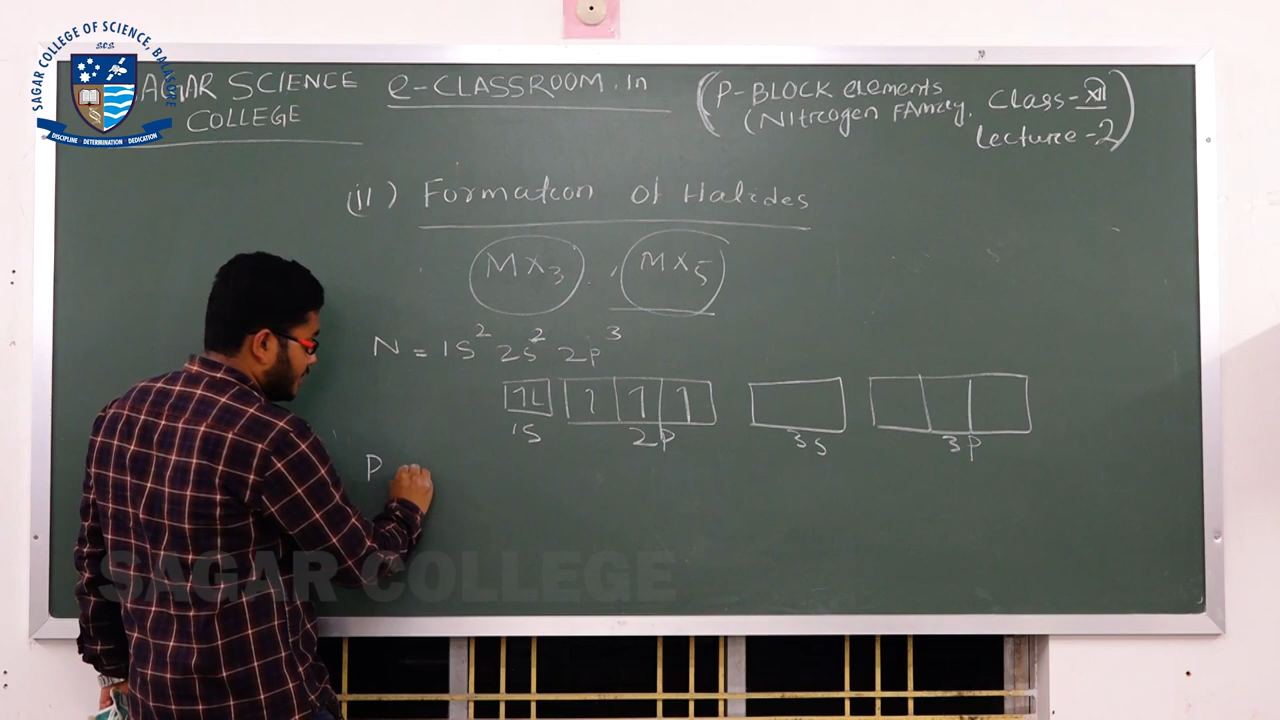 SAGAR COLLEGE OF SCIENCE, BALASORE
SCS
DISCIPLINE DETERMINATION DEDICATION
AGAR SCIENCE
COLLEGE
e-CLASSROOM.in
(P-BLOCK elements
(Nitrogen FAmily,
Class-XII
Lecture-2)
(ii) Formation of Halides
MX3, MX5
N = 1s² 2s² 2p³
1↿⇂ 1 1 1
1s 2p 3s 3p
P
SAGAR COLLEGE